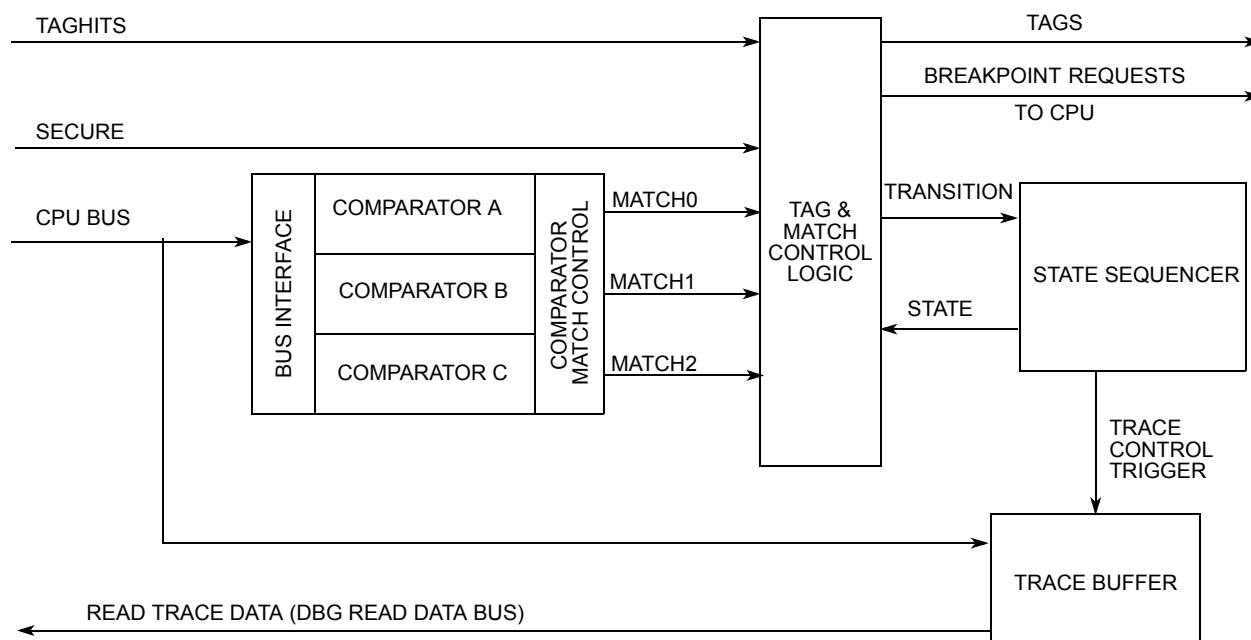 TAGHITS
TAGS
BREAKPOINT REQUESTS
TO CPU
SECURE
CPU BUS
BUS INTERFACE
COMPARATOR A
COMPARATOR B
COMPARATOR C
COMPARATOR
MATCH CONTROL
MATCH0
MATCH1
MATCH2
TAG &
MATCH
CONTROL
LOGIC
TRANSITION
STATE
STATE SEQUENCER
TRACE
CONTROL
TRIGGER
TRACE BUFFER
READ TRACE DATA (DBG READ DATA BUS)